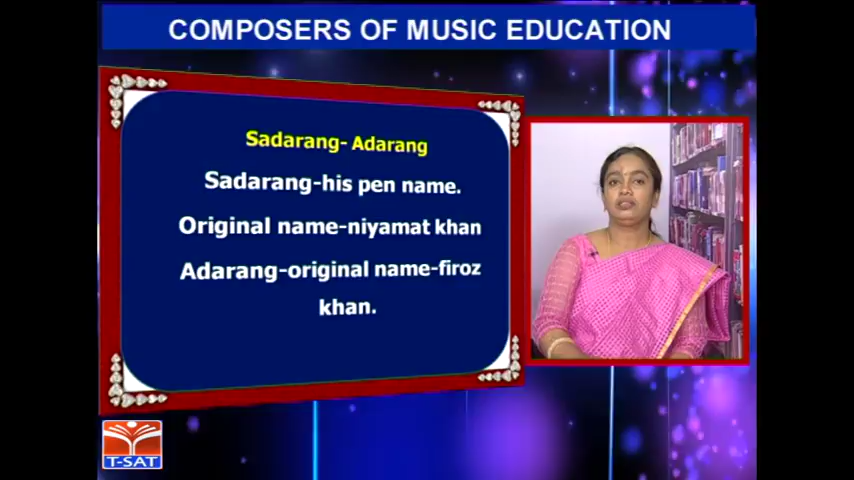 COMPOSERS OF MUSIC EDUCATION
Sadarang- Adarang
Sadarang-his pen name.
Original name-niyamat khan
Adarang-original name-firoz
khan.
T-SAT